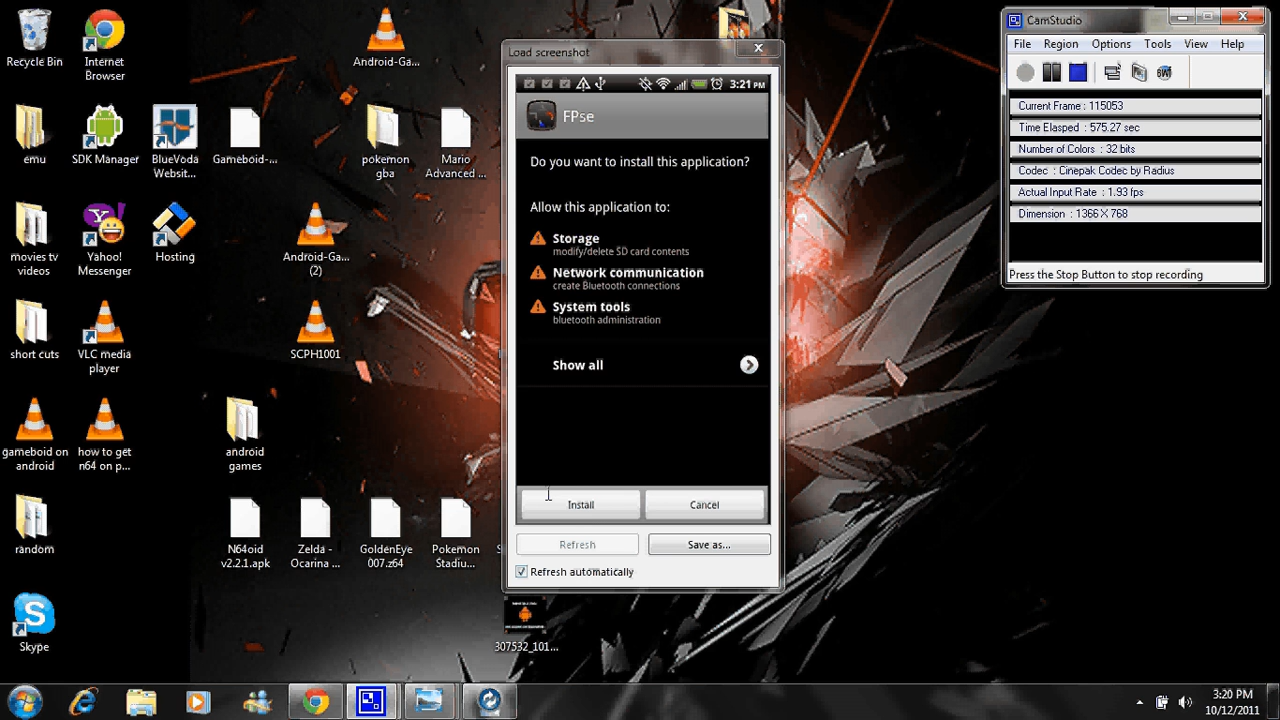 Recycle Bin
Internet
Browser
Android-Ga...
emu
SDK Manager
BlueVoda
Websit...
Gameboid-...
pokemon
gba
Mario
Advanced ...
movies tv
videos
Yahoo!
Messenger
Hosting
Android-Ga...
(2)
short cuts
VLC media
player
SCPH1001
gameboid on
android
how to get
n64 on p...
android
games
random
N64oid
v2.2.1.apk
Zelda -
Ocarina ...
GoldenEye
007.z64
Pokemon
Stadiu...
Skype
307532_101...
Load screenshot
3:21 PM
FPse
Do you want to install this application?
Allow this application to:
Storage
modify/delete SD card contents
Network communication
create Bluetooth connections
System tools
bluetooth administration
Show all
Install
Cancel
Refresh
Save as...
Refresh automatically
CamStudio
File Region Options Tools View Help
Current Frame : 115053
Time Elasped : 575.27 sec
Number of Colors : 32 bits
Codec : Cinepak Codec by Radius
Actual Input Rate : 1.93 fps
Dimension : 1366 X 768
Press the Stop Button to stop recording
3:20 PM
10/12/2011